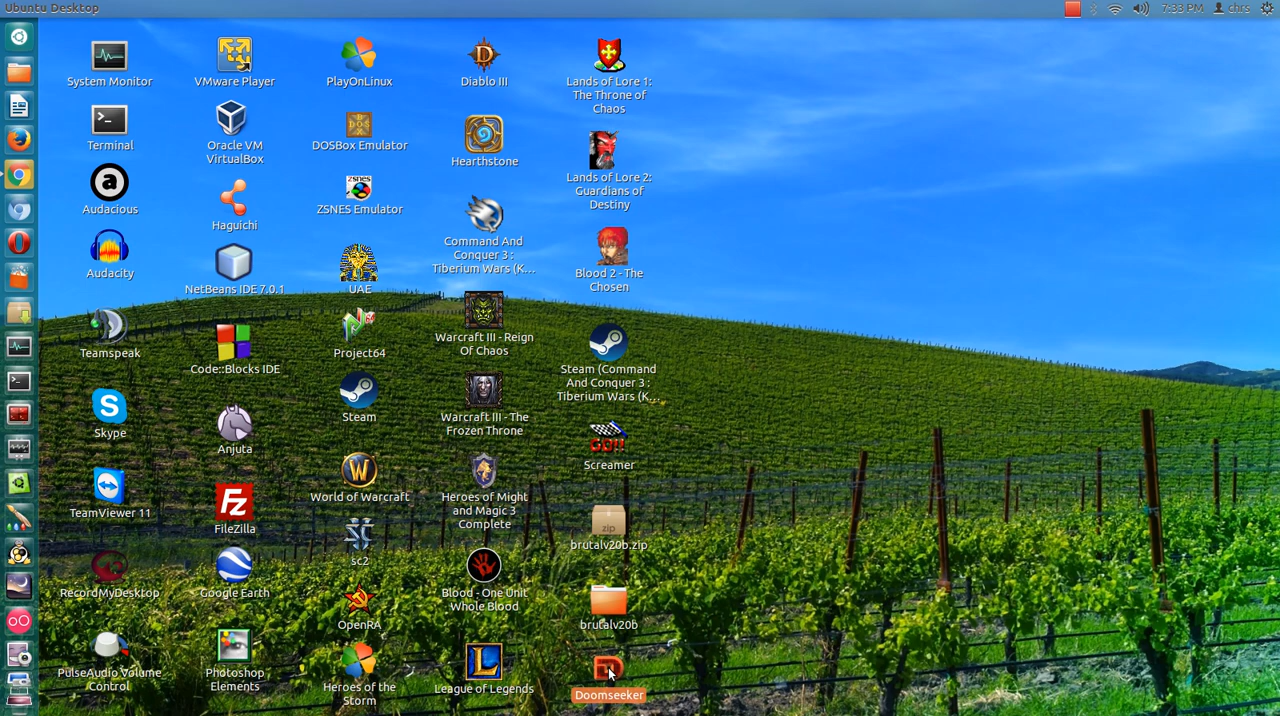 Ubuntu Desktop
7:33 PM
chrs
System Monitor
VMware Player
PlayOnLinux
Diablo III
Lands of Lore 1:
The Throne of
Chaos
Terminal
Oracle VM
VirtualBox
DOSBox Emulator
Hearthstone
Lands of Lore 2:
Guardians of
Destiny
Audacious
Haguichi
ZSNES Emulator
Command And
Conquer 3 :
Tiberium Wars (K...
Blood 2 - The
Chosen
Audacity
NetBeans IDE 7.0.1
UAE
Warcraft III - Reign
Of Chaos
Teamspeak
Code::Blocks IDE
Project64
Steam (Command
And Conquer 3 :
Tiberium Wars (K...
Skype
Anjuta
Steam
Warcraft III - The
Frozen Throne
Screamer
TeamViewer 11
FileZilla
World of Warcraft
Heroes of Might
and Magic 3
Complete
zip
brutalv20b.zip
RecordMyDesktop
Google Earth
sc2
Blood - One Unit
Whole Blood
brutalv20b
OpenRA
PulseAudio Volume
Control
Photoshop
Elements
Heroes of the
Storm
League of Legends
Doomseeker